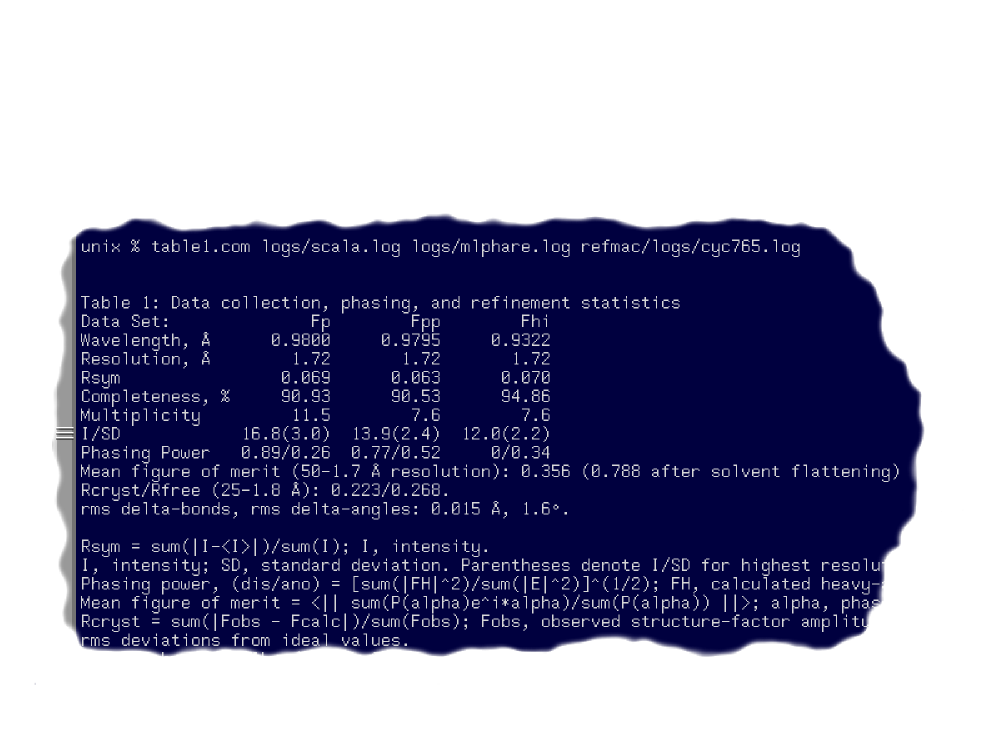 unix % table1.com logs/scala.log logs/mlphare.log refmac/logs/cyc765.log
Table 1: Data collection, phasing, and refinement statistics
Data Set: Fp Fpp Fhi
Wavelength, Å 0.9800 0.9795 0.9322
Resolution, Å 1.72 1.72 1.72
Rsym 0.069 0.063 0.070
Completeness, % 90.93 90.53 94.86
Multiplicity 11.5 7.6 7.6
I/SD 16.8(3.0) 13.9(2.4) 12.0(2.2)
Phasing Power 0.89/0.26 0.77/0.52 0/0.34
Mean figure of merit (50-1.7 Å resolution): 0.356 (0.788 after solvent flattening)
Rcryst/Rfree (25-1.8 Å): 0.223/0.268.
rms delta-bonds, rms delta-angles: 0.015 Å, 1.6°.
Rsym = sum(|I-<I>|)/sum(I); I, intensity.
I, intensity; SD, standard deviation. Parentheses denote I/SD for highest resolu
Phasing power, (dis/ano) = [sum(|FH|^2)/sum(|E|^2)]^(1/2); FH, calculated heavy-
Mean figure of merit = <|| sum(P(alpha)e^i*alpha)/sum(P(alpha)) ||>; alpha, phas
Rcryst = sum(|Fobs - Fcalc|)/sum(Fobs); Fobs, observed structure-factor amplitu
rms deviations from ideal values.